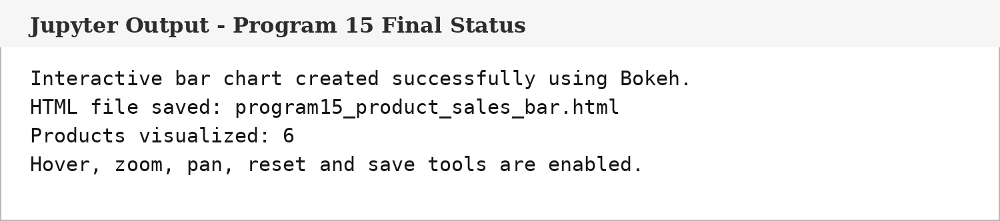 Jupyter Output - Program 15 Final Status
Interactive bar chart created successfully using Bokeh.
HTML file saved: program15_product_sales_bar.html
Products visualized: 6
Hover, zoom, pan, reset and save tools are enabled.